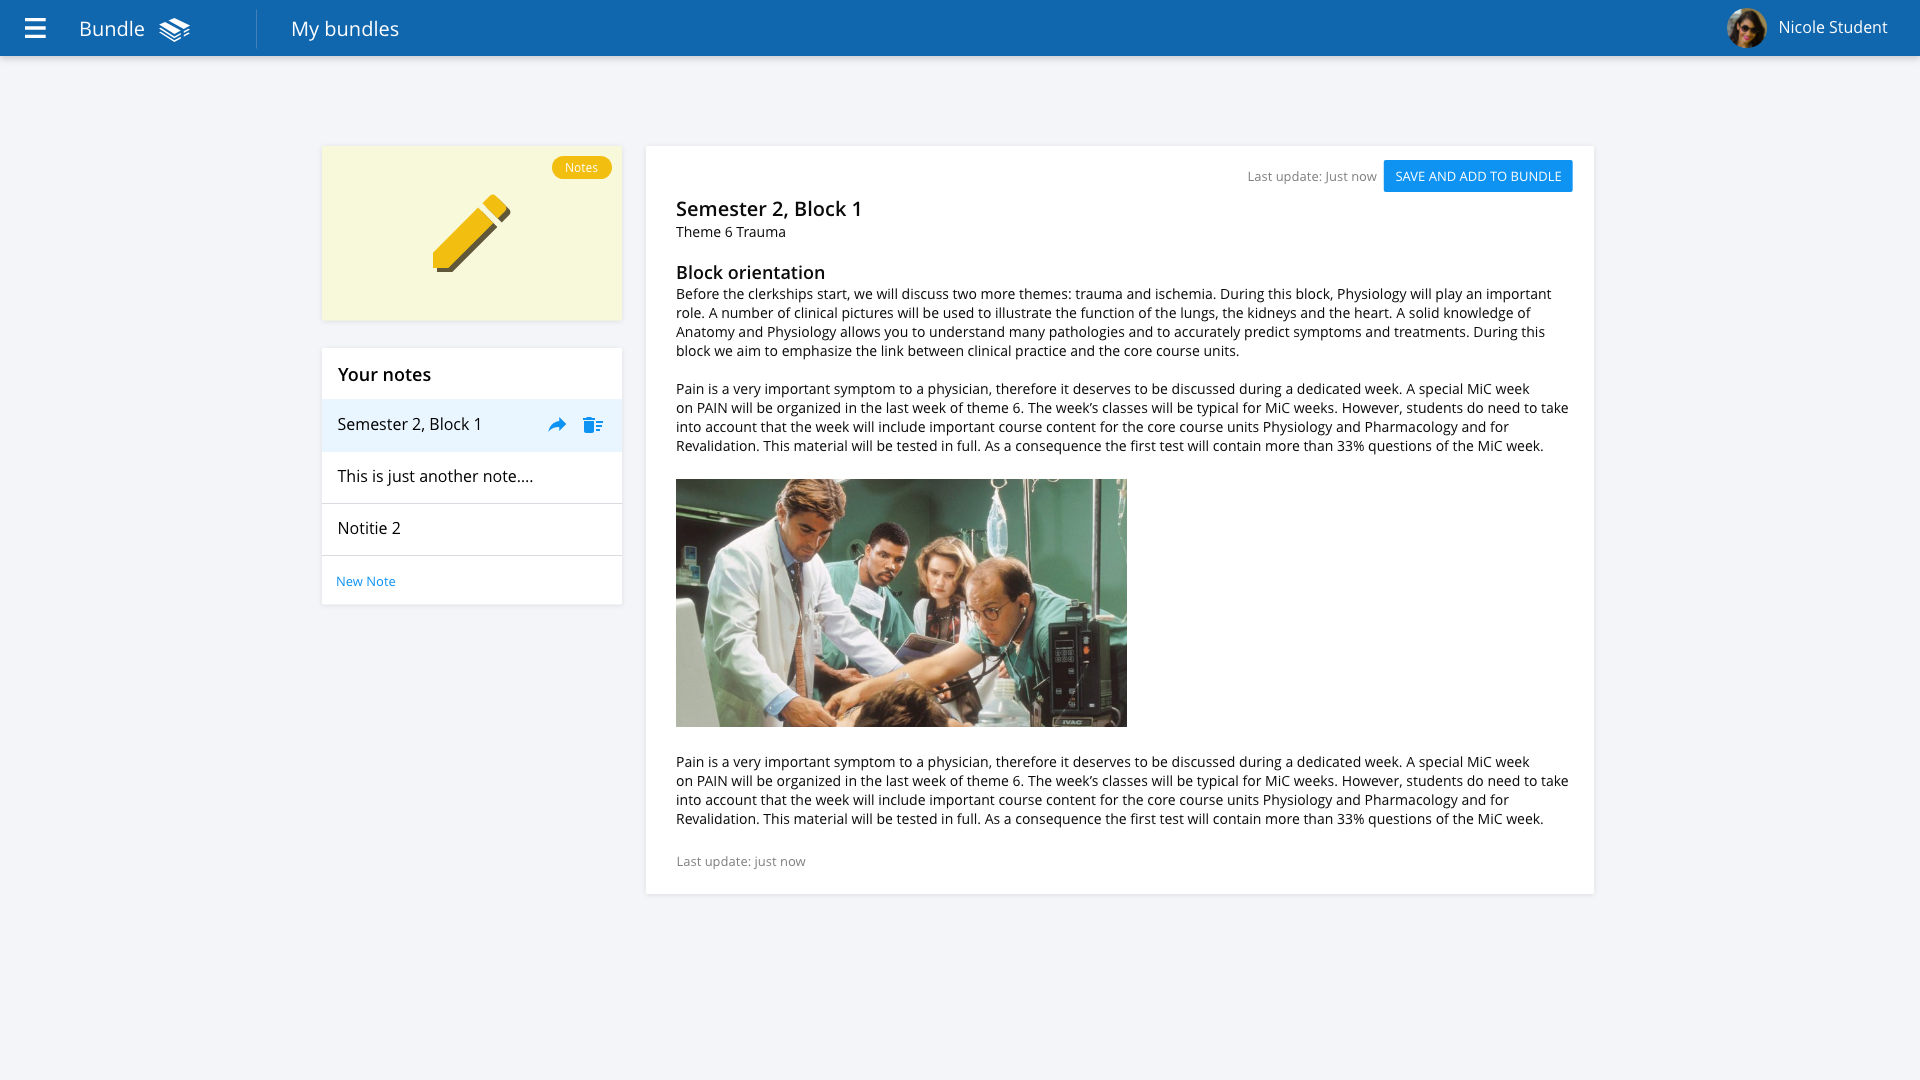 Bundle
My bundles
Nicole Student
Notes
Your notes
Semester 2, Block 1
This is just another note....
Notitie 2
New Note
Last update: Just now
SAVE AND ADD TO BUNDLE
Semester 2, Block 1
Theme 6 Trauma
Block orientation
Before the clerkships start, we will discuss two more themes: trauma and ischemia. During this block, Physiology will play an important
role. A number of clinical pictures will be used to illustrate the function of the lungs, the kidneys and the heart. A solid knowledge of
Anatomy and Physiology allows you to understand many pathologies and to accurately predict symptoms and treatments. During this
block we aim to emphasize the link between clinical practice and the core course units.
Pain is a very important symptom to a physician, therefore it deserves to be discussed during a dedicated week. A special MiC week
on PAIN will be organized in the last week of theme 6. The week’s classes will be typical for MiC weeks. However, students do need to take
into account that the week will include important course content for the core course units Physiology and Pharmacology and for
Revalidation. This material will be tested in full. As a consequence the first test will contain more than 33% questions of the MiC week.
IVAC
Pain is a very important symptom to a physician, therefore it deserves to be discussed during a dedicated week. A special MiC week
on PAIN will be organized in the last week of theme 6. The week’s classes will be typical for MiC weeks. However, students do need to take
into account that the week will include important course content for the core course units Physiology and Pharmacology and for
Revalidation. This material will be tested in full. As a consequence the first test will contain more than 33% questions of the MiC week.
Last update: just now